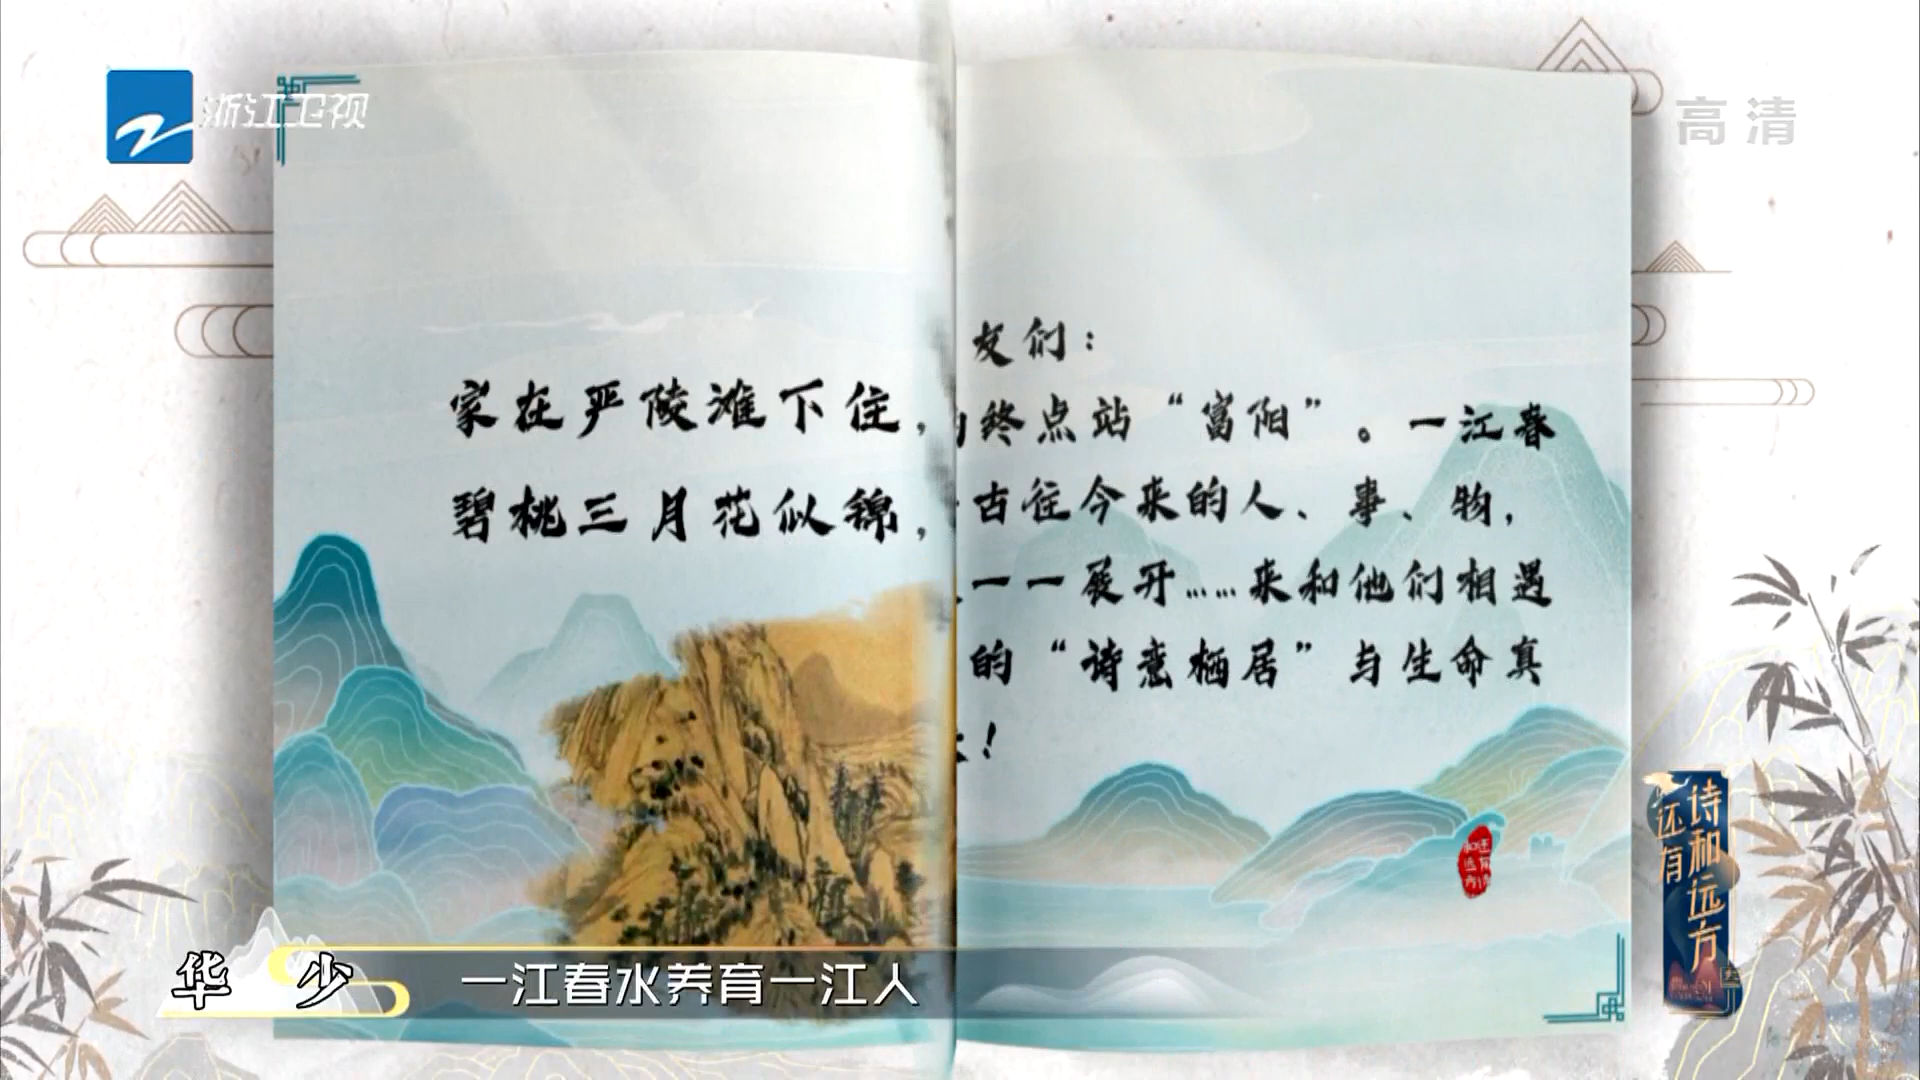 浙江卫视
高清
家在严陵滩下住，
碧桃三月花似锦，
友们：
终点站“富阳”。一江春
古往今来的人、事、物，
一一展开……来和他们相遇
的“诗意栖居”与生命真
！
还有
诗和远方
华少
一江春水养育一江人